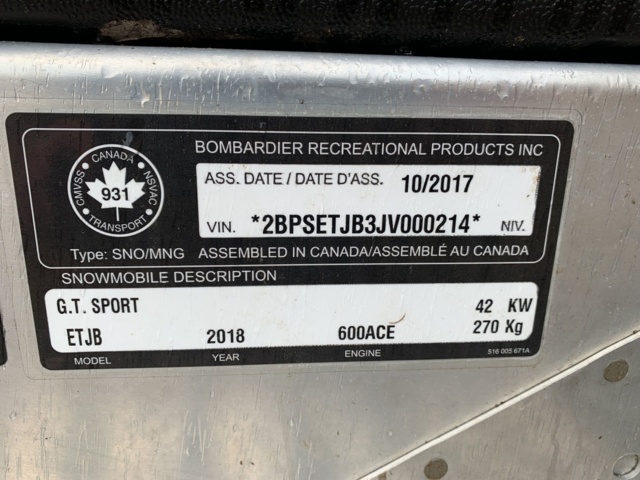 BOMBARDIER RECREATIONAL PRODUCTS INC
CANADA
CMVSS NSVAC
931
TRANSPORT
ASS. DATE / DATE D'ASS. 10/2017
VIN. *2BPSETJB3JV000214* NIV.
Type: SNO/MNG ASSEMBLED IN CANADA/ASSEMBLÉ AU CANADA
SNOWMOBILE DESCRIPTION
G.T. SPORT 42 KW
ETJB 2018 600ACE 270 Kg
MODEL YEAR ENGINE 516 005 671A